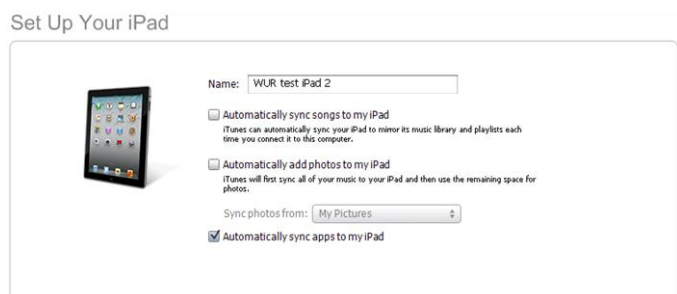 Set Up Your iPad
Name: WUR test iPad 2
Automatically sync songs to my iPad
iTunes can automatically sync your iPad to mirror its music library and playlists each
time you connect it to this computer.
Automatically add photos to my iPad
iTunes will first sync all of your music to your iPad and then use the remaining space for
photos.
Sync photos from: My Pictures
Automatically sync apps to my iPad